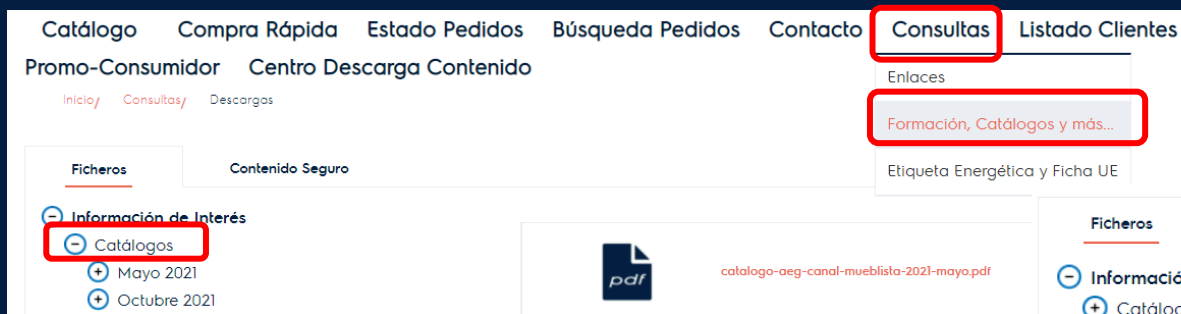 Catálogo Compra Rápida Estado Pedidos Búsqueda Pedidos Contacto Consultas Listado Clientes
Promo-Consumidor Centro Descarga Contenido
Enlaces
Formación, Catálogos y más...
Etiqueta Energética y Ficha UE
Inicio/ Consultas/ Descargas
Ficheros Contenido Seguro
Información de Interés
Catálogos
Mayo 2021
Octubre 2021
pdf
catalogo-aeg-canal-mueblista-2021-mayo.pdf
Ficheros